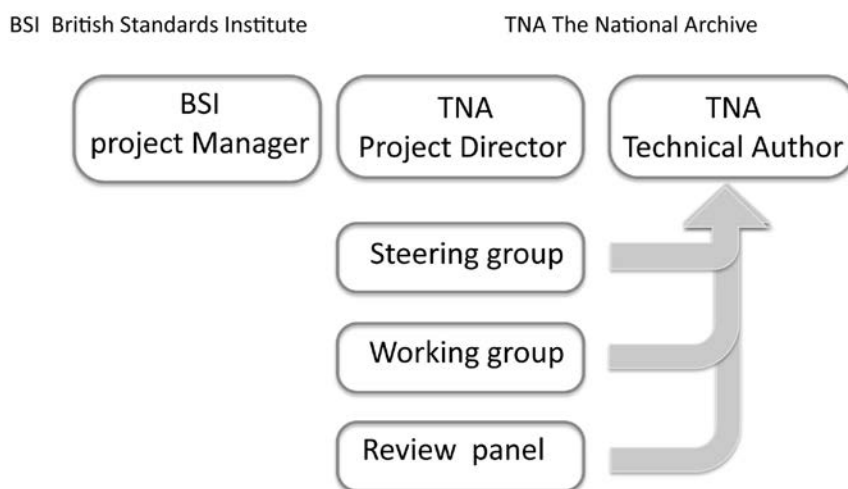 BSI British Standards Institute
TNA The National Archive
BSI
project Manager
TNA
Project Director
TNA
Technical Author
Steering group
Working group
Review panel